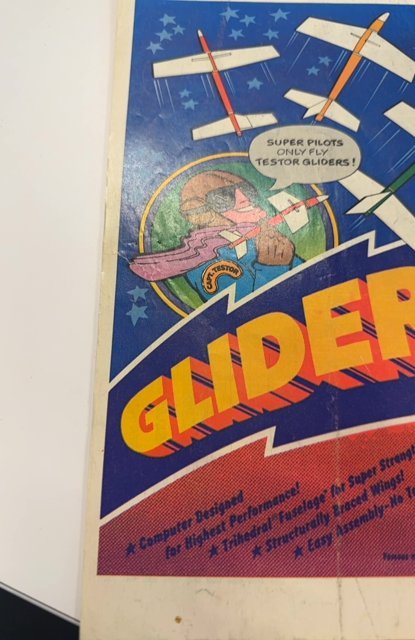 SUPER PILOTS
ONLY FLY
TESTOR GLIDERS!
CAPT. TESTOR
GLIDER
★ Computer Designed
for Highest Performance!
★ Trihedral "Fuselage" for Super Strength
★ Structurally Braced Wings!
★ Easy Assembly-No